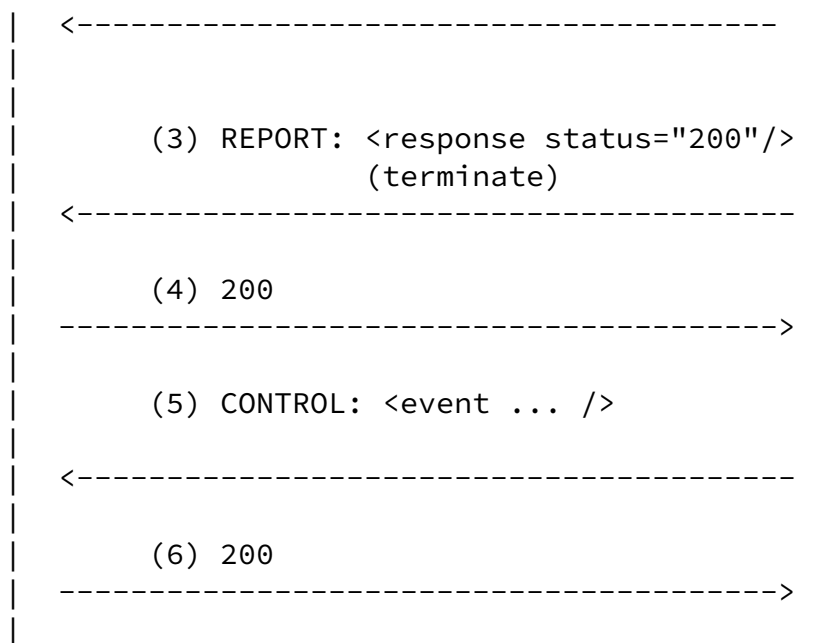 | <---------------------------------------
|
|
| (3) REPORT: <response status="200"/>
| (terminate)
| <----------------------------------------
|
| (4) 200
| ---------------------------------------->
|
| (5) CONTROL: <event ... />
|
| <----------------------------------------
|
| (6) 200
| ---------------------------------------->
|